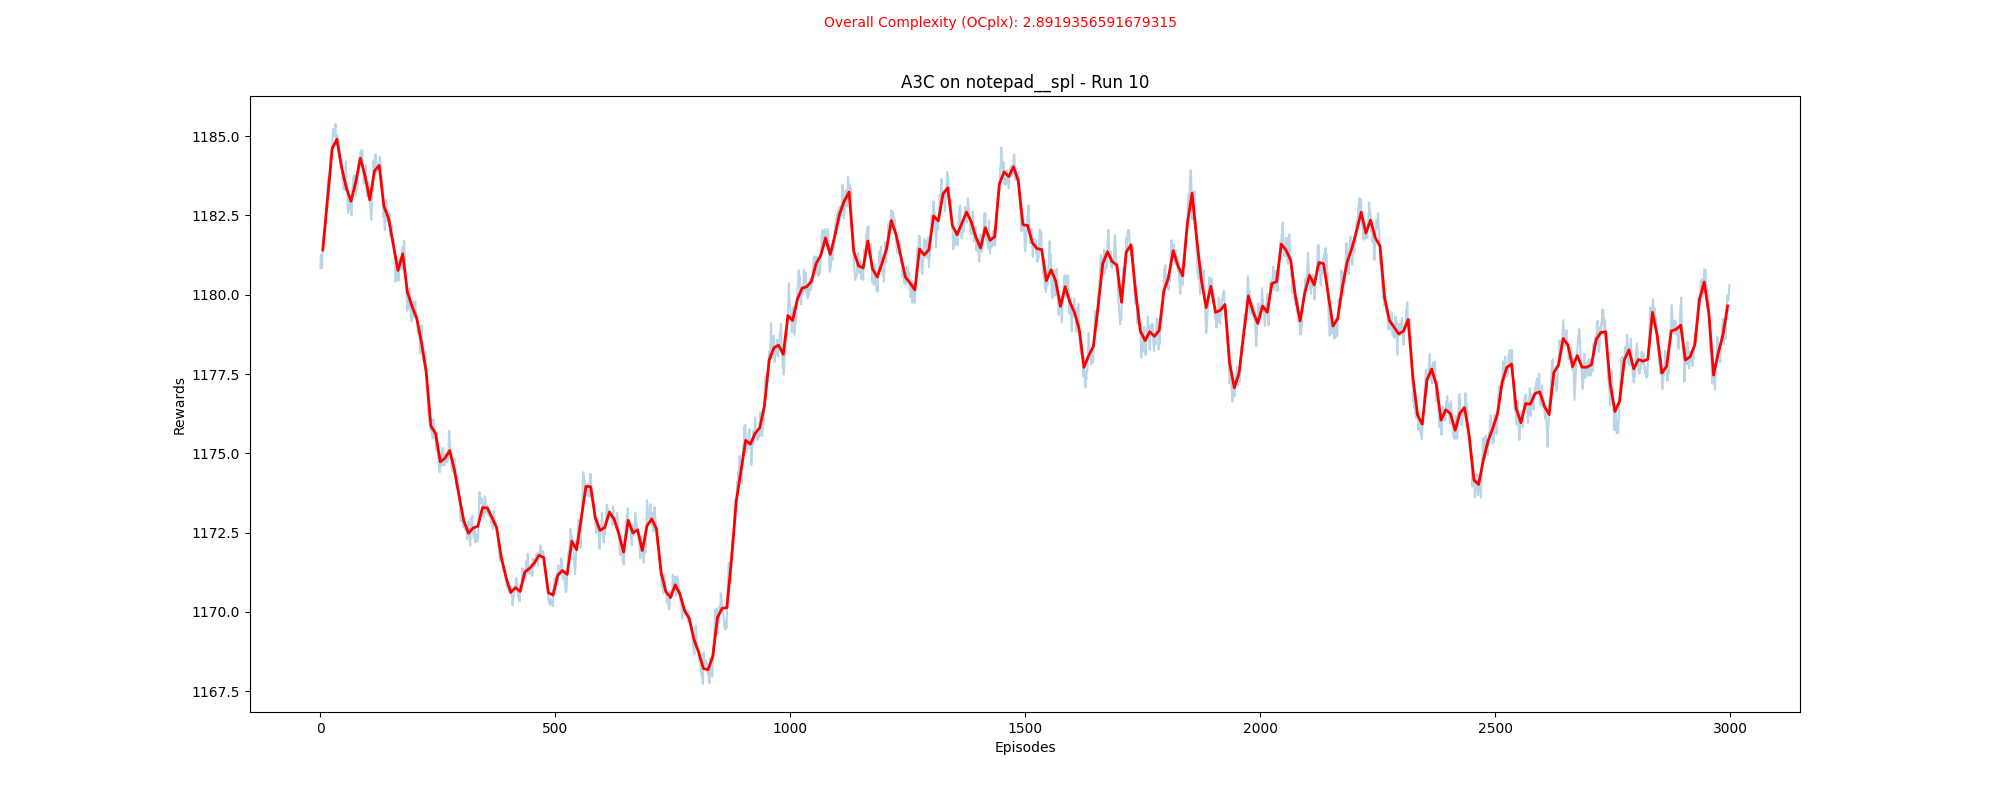 Overall Complexity (OCplx): 2.8919356591679315
A3C on notepad__spl - Run 10
1185.0
1182.5
1180.0
1177.5
1175.0
1172.5
1170.0
1167.5
Rewards
0 500 1000 1500 2000 2500 3000
Episodes